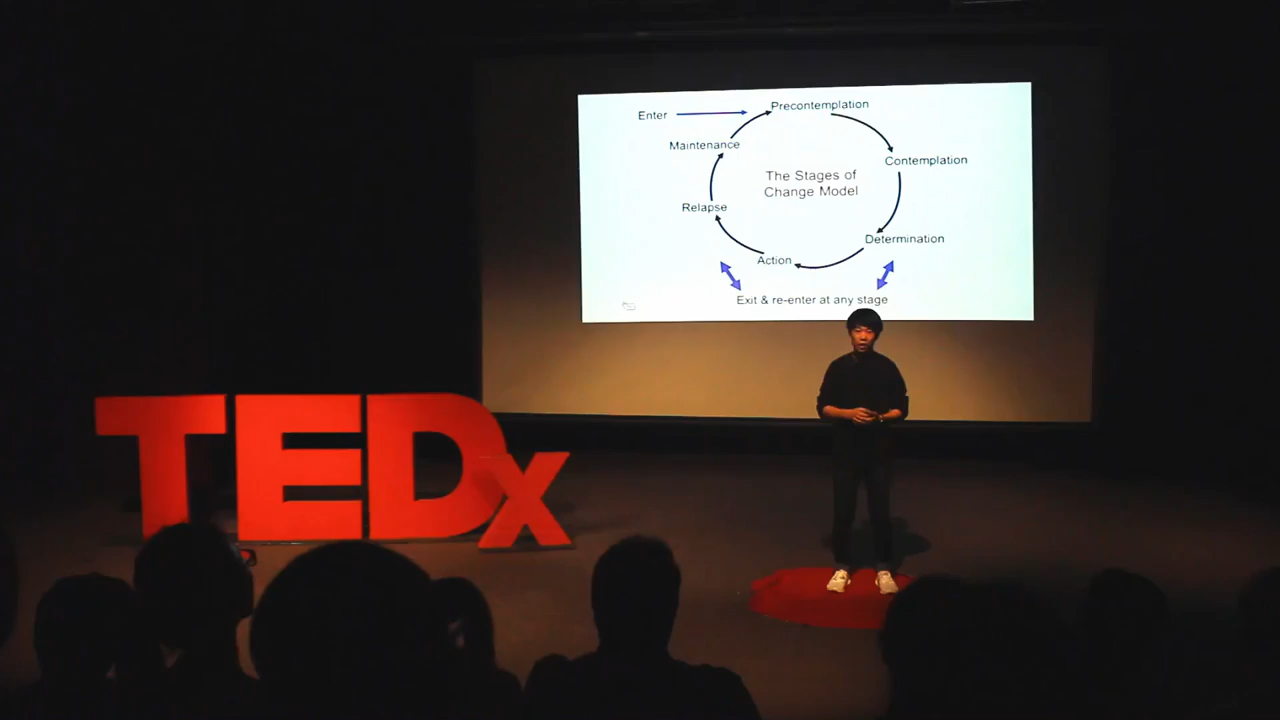 Enter
Precontemplation
Maintenance
Contemplation
The Stages of
Change Model
Relapse
Determination
Action
Exit & re-enter at any stage
TEDx